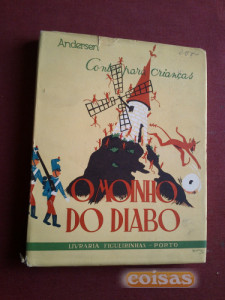 Andersen
Contos para crianças
O MOINHO
DO DIABO
LIVRARIA FIGUEIRINHAS - PORTO
coisas